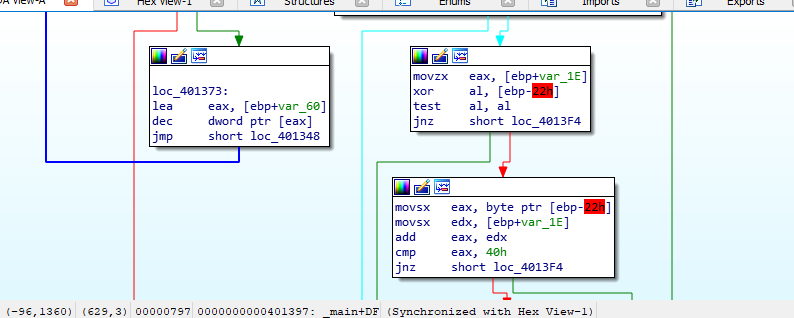 DA View-A Hex View-1 Structures Enums Imports Exports
loc_401373:
lea eax, [ebp+var_60]
dec dword ptr [eax]
jmp short loc_401348
movzx eax, [ebp+var_1E]
xor al, [ebp-22h]
test al, al
jnz short loc_4013F4
movsx eax, byte ptr [ebp-22h]
movsx edx, [ebp+var_1E]
add eax, edx
cmp eax, 40h
jnz short loc_4013F4
(-96,1360) (629,3) 00000797 0000000000401397: _main+DF (Synchronized with Hex View-1)